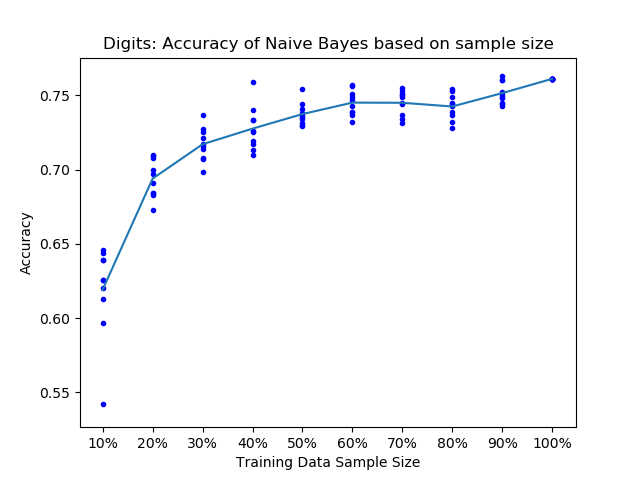 Digits: Accuracy of Naive Bayes based on sample size
0.75
0.70
0.65
0.60
0.55
Accuracy
10% 20% 30% 40% 50% 60% 70% 80% 90% 100%
Training Data Sample Size